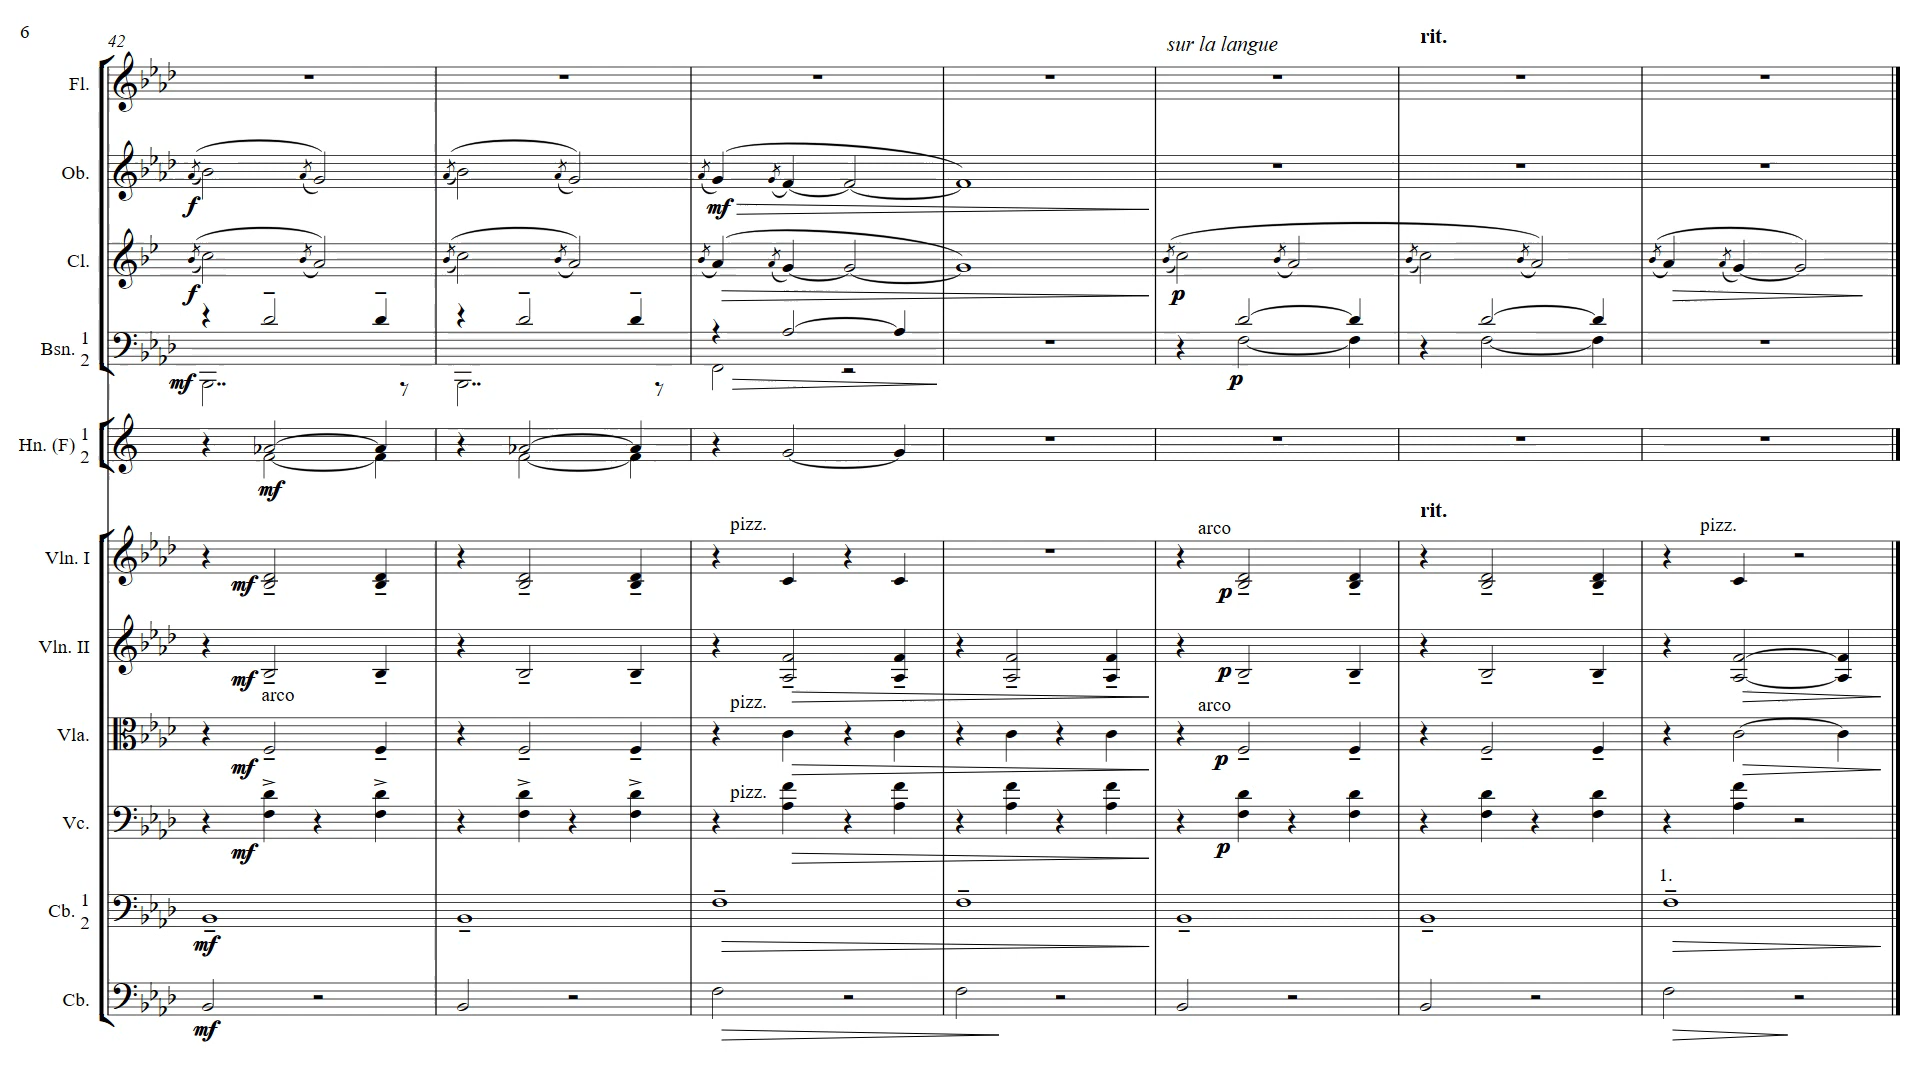 6
42
sur la langue
rit.
Fl.
Ob.
f
mf
Cl.
f
p
Bsn. 1
2
mf
p
Hn. (F) 1
2
mf
rit.
pizz.
arco
pizz.
Vln. I
mf
p
Vln. II
mf
p
arco
pizz.
arco
Vla.
mf
p
pizz.
Vc.
mf
p
1.
Cb. 1
2
mf
Cb.
mf